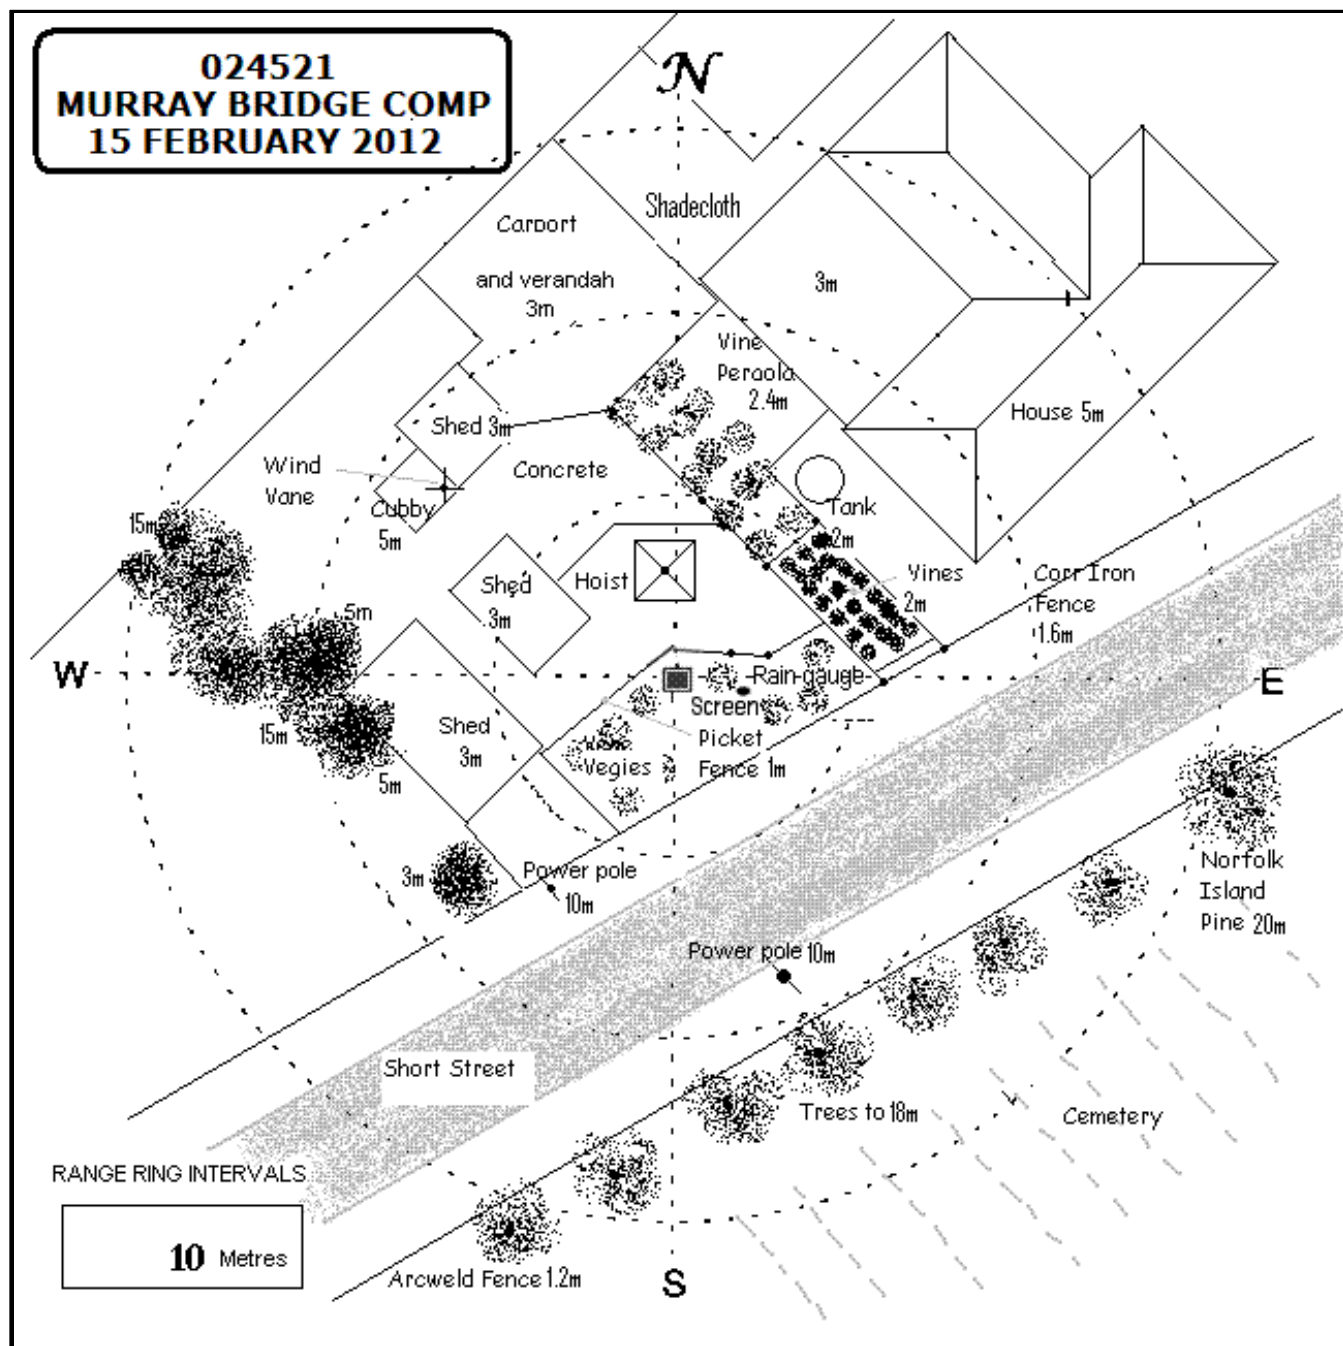 024521
MURRAY BRIDGE COMP
15 FEBRUARY 2012
N
Shadecloth
Carport
and verandah
3m
3m
Vine
Pergola
2.4m
House 5m
Shed 3m
Wind
Vane
Concrete
Cubby
5m
Tank
2m
15m
Shed
3m
Hoist
Vines
2m
Corr Iron
Fence
1.6m
5m
W
E
Rain gauge
Screen
Shed
3m
15m
5m
Vegies
Picket
Fence 1m
3m
Power pole
10m
Norfolk
Island
Pine 20m
Power pole 10m
Short Street
Trees to 18m
Cemetery
RANGE RING INTERVALS
10 Metres
Arcweld Fence 1.2m
S